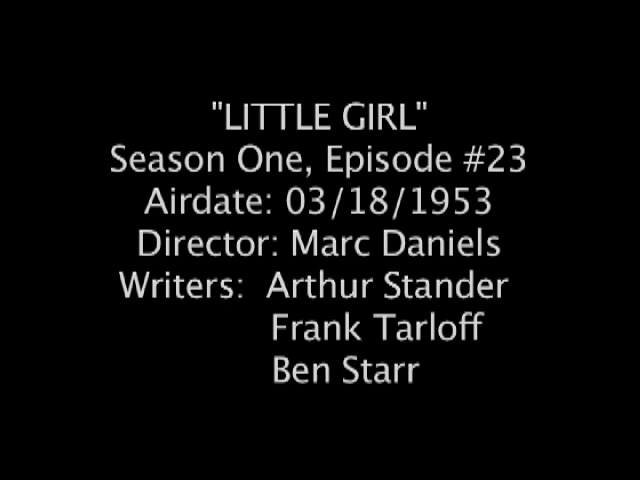 "LITTLE GIRL"
Season One, Episode #23
Airdate: 03/18/1953
Director: Marc Daniels
Writers: Arthur Stander
Frank Tarloff
Ben Starr